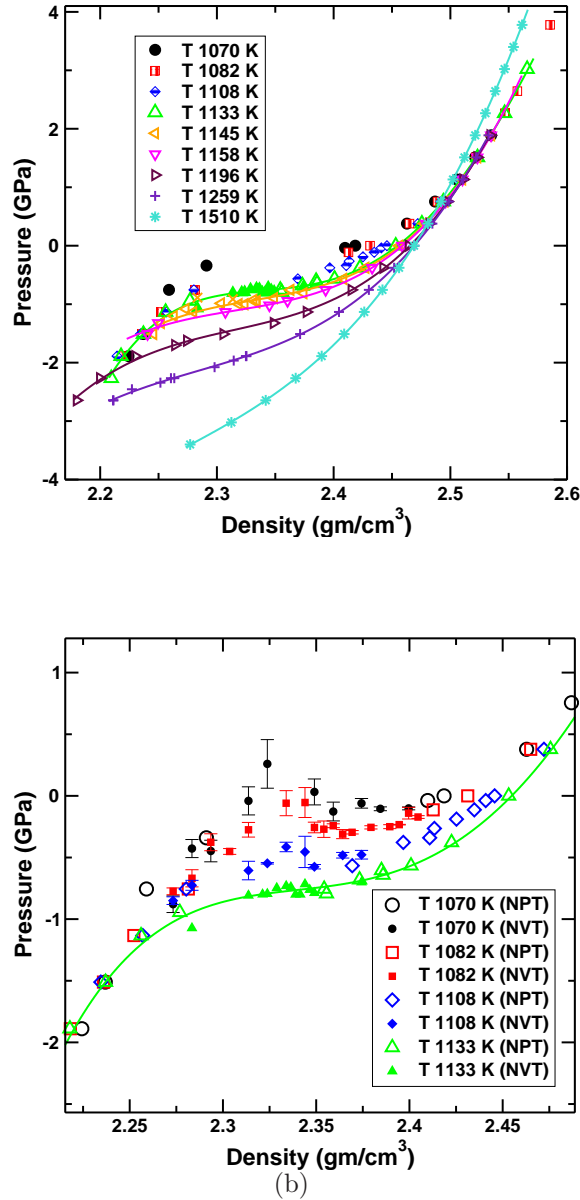 4
2
0
-2
-4
Pressure (GPa)
T 1070 K
T 1082 K
T 1108 K
T 1133 K
T 1145 K
T 1158 K
T 1196 K
T 1259 K
T 1510 K
2.2 2.3 2.4 2.5 2.6
Density (gm/cm³)
1
0
-1
-2
Pressure (GPa)
T 1070 K (NPT)
T 1070 K (NVT)
T 1082 K (NPT)
T 1082 K (NVT)
T 1108 K (NPT)
T 1108 K (NVT)
T 1133 K (NPT)
T 1133 K (NVT)
2.25 2.3 2.35 2.4 2.45
Density (gm/cm³)
(b)